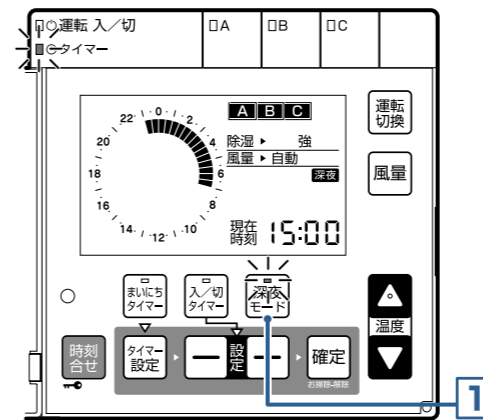 運転 入／切
タイマー
A
B
C
A B C
除湿 ▸ 強
風量 ▸ 自動
深夜
0
2
4
6
8
10
12
14
16
18
20
22
現在時刻 15:00
運転切換
風量
まいにちタイマー
入／切タイマー
深夜モード
温度
時刻合せ
タイマー設定
設定
確定
お掃除-解除
1